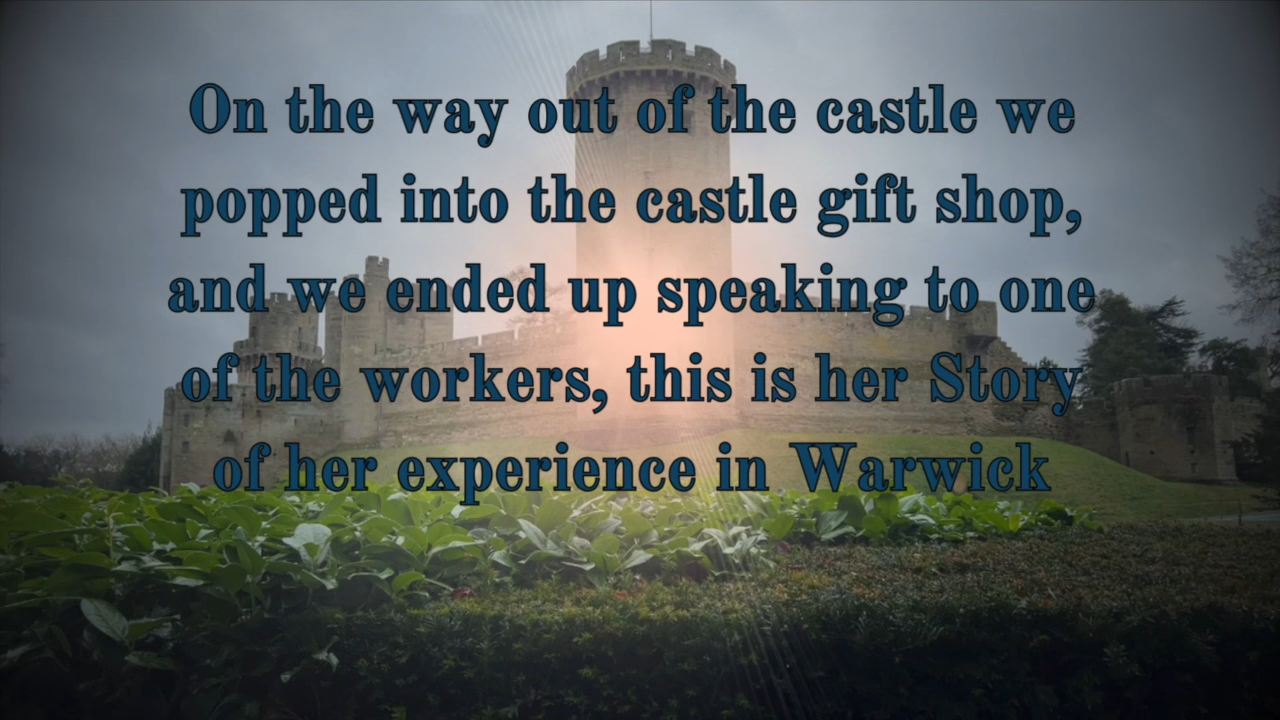 On the way out of the castle we
popped into the castle gift shop,
and we ended up speaking to one
of the workers, this is her Story
of her experience in Warwick